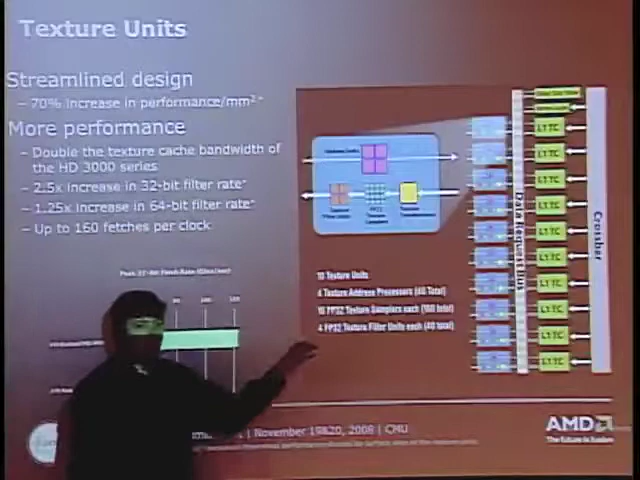 Texture Units
Streamlined design
– 70% increase in performance/mm²*
More performance
– Double the texture cache bandwidth of
the HD 3000 series
– 2.5x increase in 32-bit filter rate*
– 1.25x increase in 64-bit filter rate*
– Up to 160 fetches per clock
10 Texture Units
4 Texture Address Processors (40 Total)
16 FP32 Texture Samplers each (160 total)
4 FP32 Texture Filter Units each (40 total)
Data Request Bus
L1 TC
L1 TC
L1 TC
L1 TC
L1 TC
L1 TC
L1 TC
L1 TC
L1 TC
L1 TC
Crossbar
| November 19&20, 2008 | CMU
AMD
The future is fusion